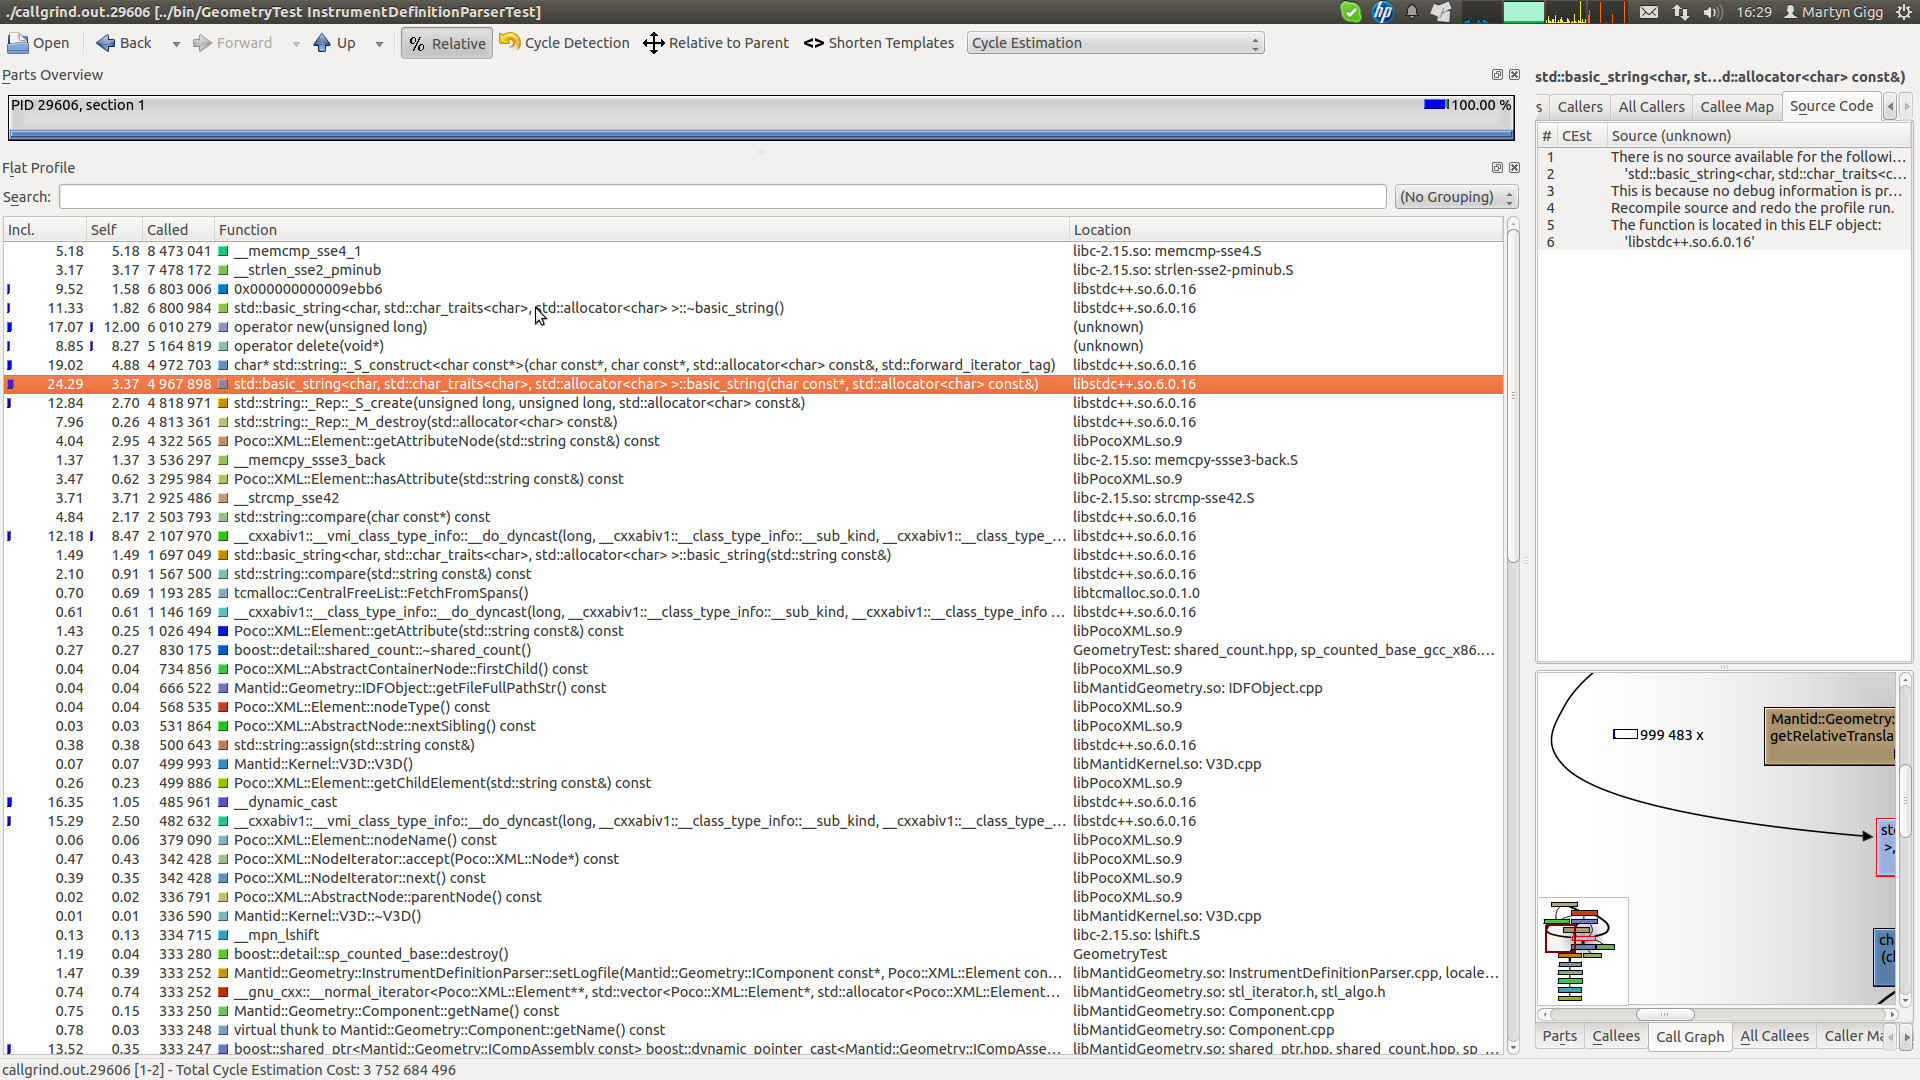 ./callgrind.out.29606 [../bin/GeometryTest InstrumentDefinitionParserTest]
16:29 Martyn Gigg
Open Back Forward Up % Relative Cycle Detection Relative to Parent <> Shorten Templates Cycle Estimation
Parts Overview
PID 29606, section 1 100.00 %
Flat Profile
Search: (No Grouping)
Incl. Self Called Function Location
5.18 5.18 8 473 041 __memcmp_sse4_1 libc-2.15.so: memcmp-sse4.S
3.17 3.17 7 478 172 __strlen_sse2_pminub libc-2.15.so: strlen-sse2-pminub.S
9.52 1.58 6 803 006 0x000000000009ebb6 libstdc++.so.6.0.16
11.33 1.82 6 800 984 std::basic_string<char, std::char_traits<char>, std::allocator<char> >::~basic_string() libstdc++.so.6.0.16
17.07 12.00 6 010 279 operator new(unsigned long) (unknown)
8.85 8.27 5 164 819 operator delete(void*) (unknown)
19.02 4.88 4 972 703 char* std::string::_S_construct<char const*>(char const*, char const*, std::allocator<char> const&, std::forward_iterator_tag) libstdc++.so.6.0.16
24.29 3.37 4 967 898 std::basic_string<char, std::char_traits<char>, std::allocator<char> >::basic_string(char const*, std::allocator<char> const&) libstdc++.so.6.0.16
12.84 2.70 4 818 971 std::string::_Rep::_S_create(unsigned long, unsigned long, std::allocator<char> const&) libstdc++.so.6.0.16
7.96 0.26 4 813 361 std::string::_Rep::_M_destroy(std::allocator<char> const&) libstdc++.so.6.0.16
4.04 2.95 4 322 565 Poco::XML::Element::getAttributeNode(std::string const&) const libPocoXML.so.9
1.37 1.37 3 536 297 __memcpy_ssse3_back libc-2.15.so: memcpy-ssse3-back.S
3.47 0.62 3 295 984 Poco::XML::Element::hasAttribute(std::string const&) const libPocoXML.so.9
3.71 3.71 2 925 486 __strcmp_sse42 libc-2.15.so: strcmp-sse42.S
4.84 2.17 2 503 793 std::string::compare(char const*) const libstdc++.so.6.0.16
12.18 8.47 2 107 970 __cxxabiv1::__vmi_class_type_info::__do_dyncast(long, __cxxabiv1::__class_type_info::__sub_kind, __cxxabiv1::__class_type_... libstdc++.so.6.0.16
1.49 1.49 1 697 049 std::basic_string<char, std::char_traits<char>, std::allocator<char> >::basic_string(std::string const&) libstdc++.so.6.0.16
2.10 0.91 1 567 500 std::string::compare(std::string const&) const libstdc++.so.6.0.16
0.70 0.69 1 193 285 tcmalloc::CentralFreeList::FetchFromSpans() libtcmalloc.so.0.1.0
0.61 0.61 1 146 169 __cxxabiv1::__class_type_info::__do_dyncast(long, __cxxabiv1::__class_type_info::__sub_kind, __cxxabiv1::__class_type_info ... libstdc++.so.6.0.16
1.43 0.25 1 026 494 Poco::XML::Element::getAttribute(std::string const&) const libPocoXML.so.9
0.27 0.27 830 175 boost::detail::shared_count::~shared_count() GeometryTest: shared_count.hpp, sp_counted_base_gcc_x86....
0.04 0.04 734 856 Poco::XML::AbstractContainerNode::firstChild() const libPocoXML.so.9
0.04 0.04 666 522 Mantid::Geometry::IDFObject::getFileFullPathStr() const libMantidGeometry.so: IDFObject.cpp
0.04 0.04 568 535 Poco::XML::Element::nodeType() const libPocoXML.so.9
0.03 0.03 531 864 Poco::XML::AbstractNode::nextSibling() const libPocoXML.so.9
0.38 0.38 500 643 std::string::assign(std::string const&) libstdc++.so.6.0.16
0.07 0.07 499 993 Mantid::Kernel::V3D::V3D() libMantidKernel.so: V3D.cpp
0.26 0.23 499 886 Poco::XML::Element::getChildElement(std::string const&) const libPocoXML.so.9
16.35 1.05 485 961 __dynamic_cast libstdc++.so.6.0.16
15.29 2.50 482 632 __cxxabiv1::__vmi_class_type_info::__do_dyncast(long, __cxxabiv1::__class_type_info::__sub_kind, __cxxabiv1::__class_type_... libstdc++.so.6.0.16
0.06 0.06 379 090 Poco::XML::Element::nodeName() const libPocoXML.so.9
0.47 0.43 342 428 Poco::XML::NodeIterator::accept(Poco::XML::Node*) const libPocoXML.so.9
0.39 0.35 342 428 Poco::XML::NodeIterator::next() const libPocoXML.so.9
0.02 0.02 336 791 Poco::XML::AbstractNode::parentNode() const libPocoXML.so.9
0.01 0.01 336 590 Mantid::Kernel::V3D::~V3D() libMantidKernel.so: V3D.cpp
0.13 0.13 334 715 __mpn_lshift libc-2.15.so: lshift.S
1.19 0.04 333 280 boost::detail::sp_counted_base::destroy() GeometryTest
1.47 0.39 333 252 Mantid::Geometry::InstrumentDefinitionParser::setLogfile(Mantid::Geometry::IComponent const*, Poco::XML::Element con... libMantidGeometry.so: InstrumentDefinitionParser.cpp, locale...
0.74 0.74 333 252 __gnu_cxx::__normal_iterator<Poco::XML::Element**, std::vector<Poco::XML::Element*, std::allocator<Poco::XML::Element... libMantidGeometry.so: stl_iterator.h, stl_algo.h
0.75 0.15 333 250 Mantid::Geometry::Component::getName() const libMantidGeometry.so: Component.cpp
0.78 0.03 333 248 virtual thunk to Mantid::Geometry::Component::getName() const libMantidGeometry.so: Component.cpp
13.52 0.35 333 247 boost::shared_ptr<Mantid::Geometry::ICompAssembly const> boost::dynamic_pointer_cast<Mantid::Geometry::ICompAsse... libMantidGeometry.so: shared_ptr.hpp, shared_count.hpp, sp_...
callgrind.out.29606 [1-2] - Total Cycle Estimation Cost: 3 752 684 496
std::basic_string<char, st...d::allocator<char> const&)
s Callers All Callers Callee Map Source Code
# CEst Source (unknown)
1 There is no source available for the followi...
2 'std::basic_string<char, std::char_traits<c...
3 This is because no debug information is pr...
4 Recompile source and redo the profile run.
5 The function is located in this ELF object:
6 'libstdc++.so.6.0.16'
999 483 x
Mantid::Geometry:
getRelativeTransla
st
>,
ch
(cl
Parts Callees Call Graph All Callees Caller Ma